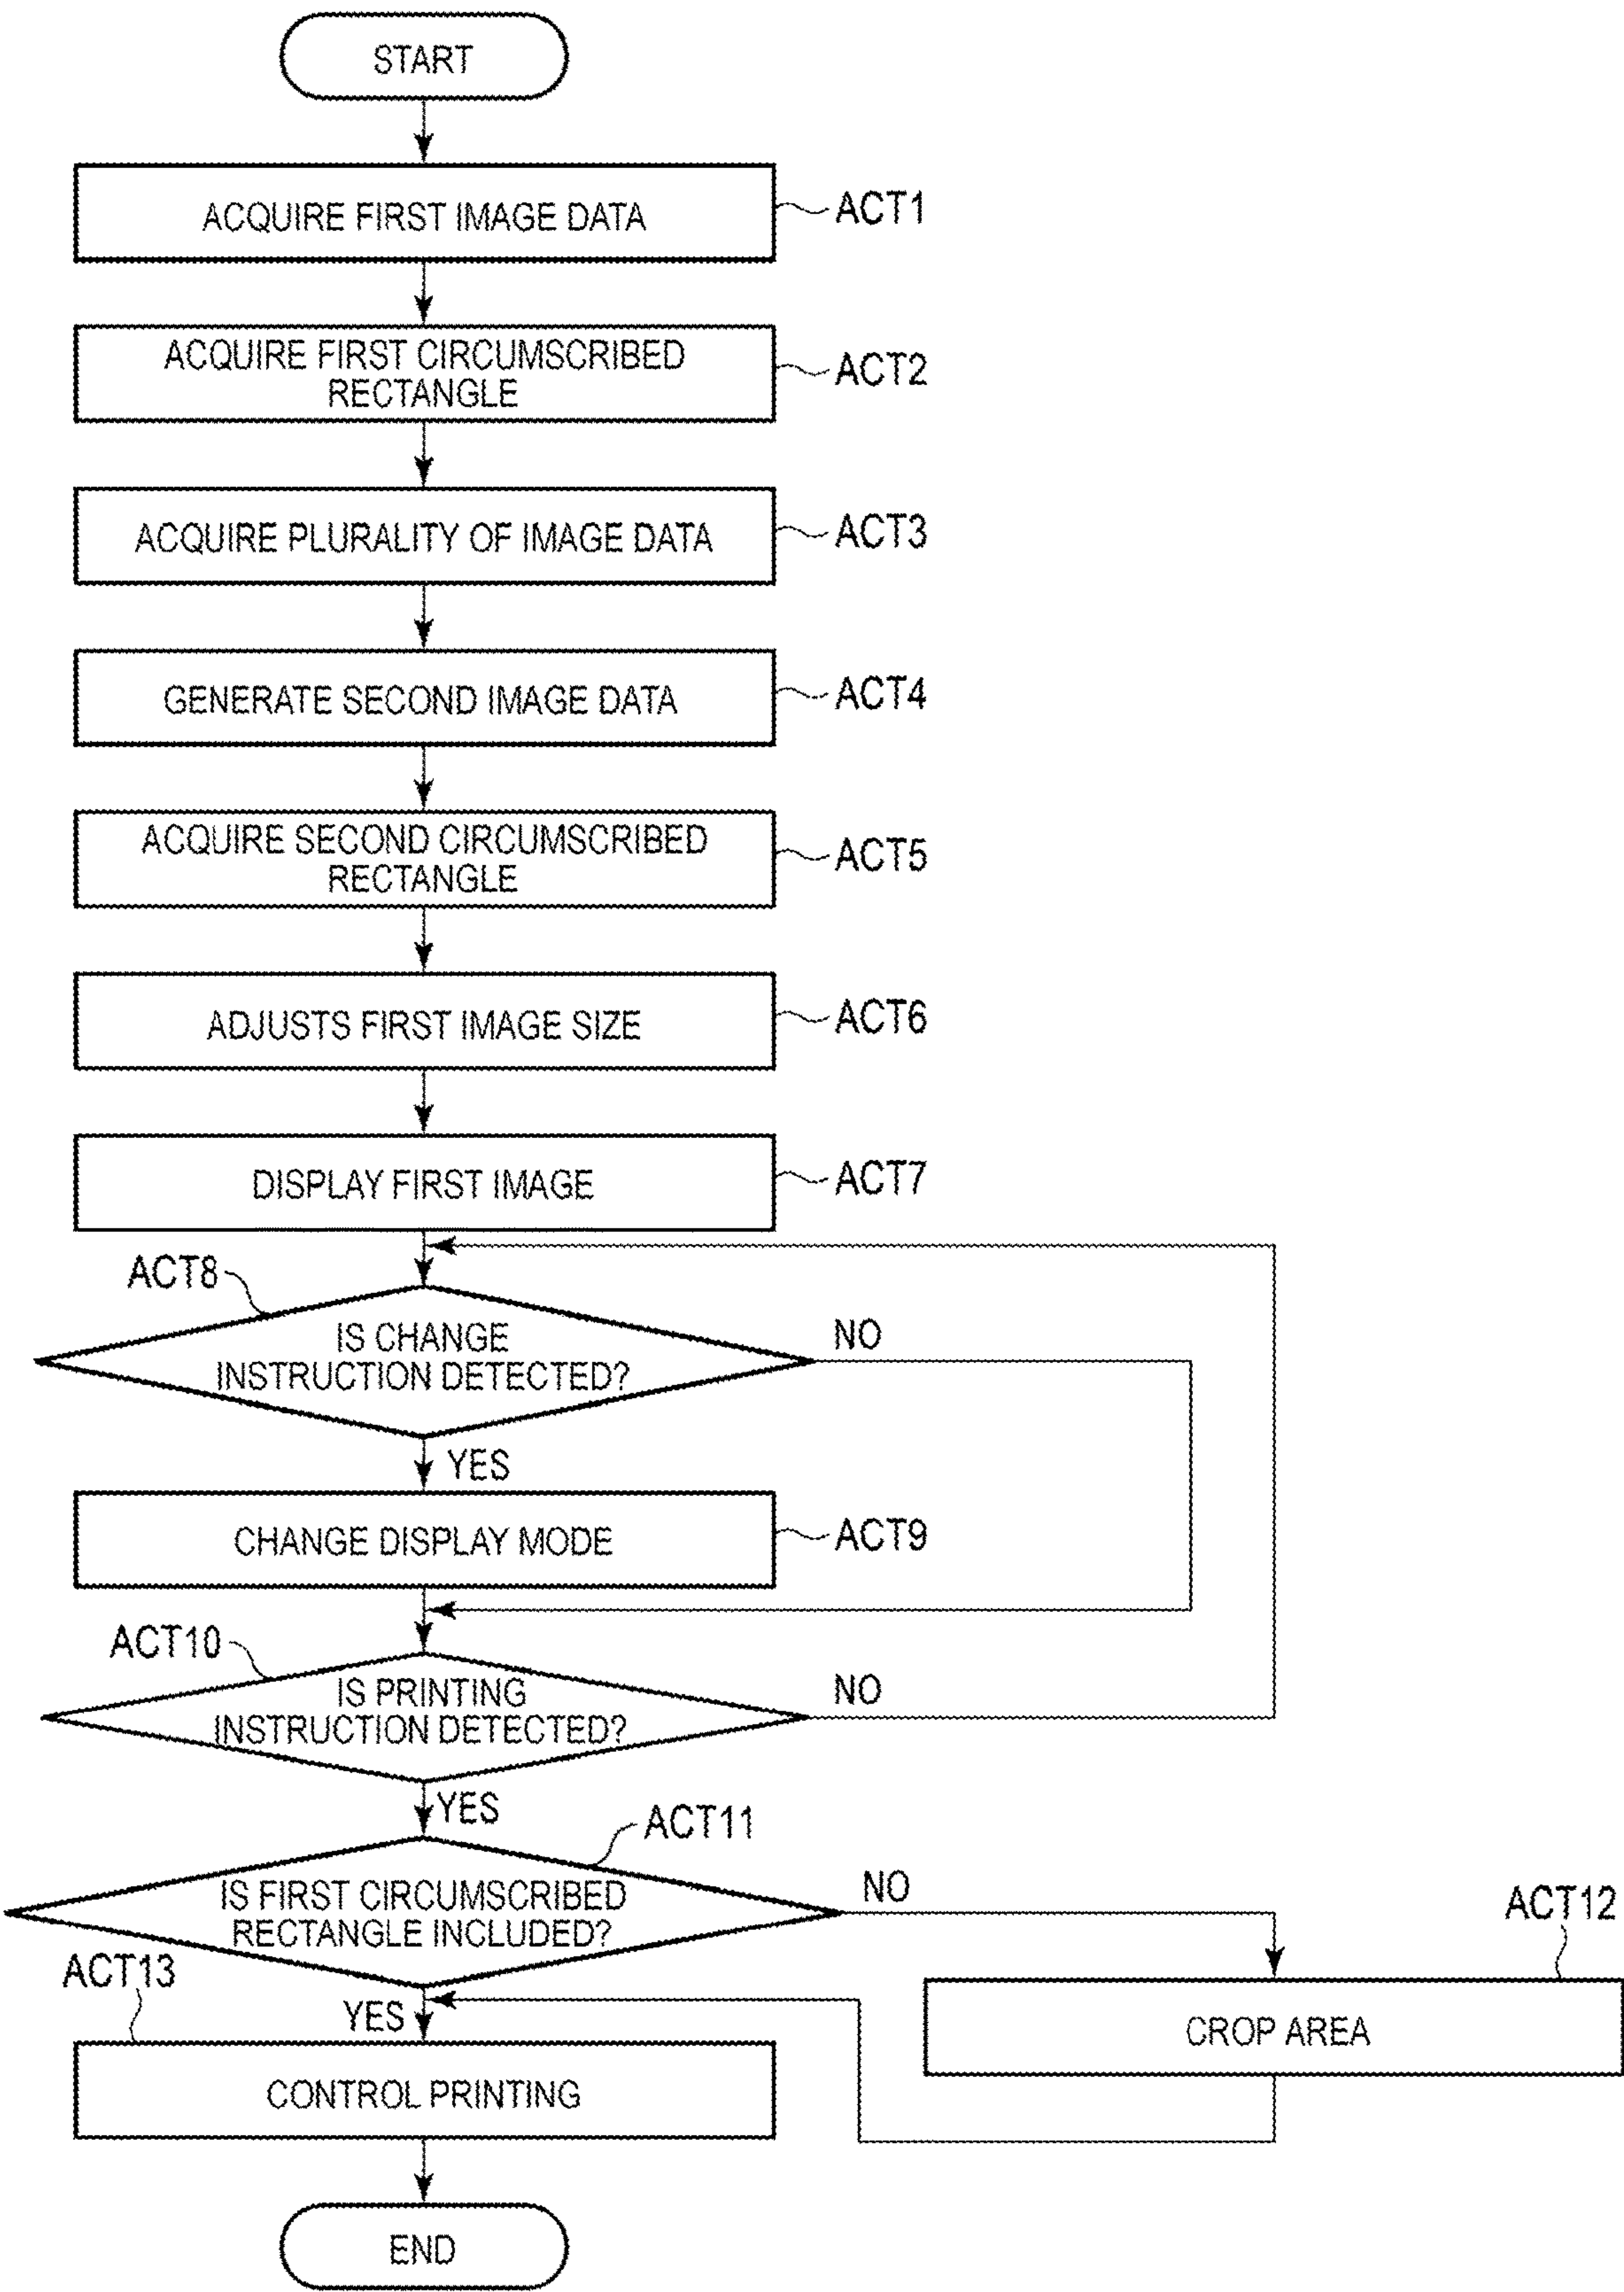 START
ACQUIRE FIRST IMAGE DATA
ACT1
ACQUIRE FIRST CIRCUMSCRIBED
RECTANGLE
ACT2
ACQUIRE PLURALITY OF IMAGE DATA
ACT3
GENERATE SECOND IMAGE DATA
ACT4
ACQUIRE SECOND CIRCUMSCRIBED
RECTANGLE
ACT5
ADJUSTS FIRST IMAGE SIZE
ACT6
DISPLAY FIRST IMAGE
ACT7
ACT8
IS CHANGE
INSTRUCTION DETECTED?
NO
YES
CHANGE DISPLAY MODE
ACT9
ACT10
IS PRINTING
INSTRUCTION DETECTED?
NO
YES
ACT11
IS FIRST CIRCUMSCRIBED
RECTANGLE INCLUDED?
NO
ACT12
CROP AREA
ACT13
YES
CONTROL PRINTING
END